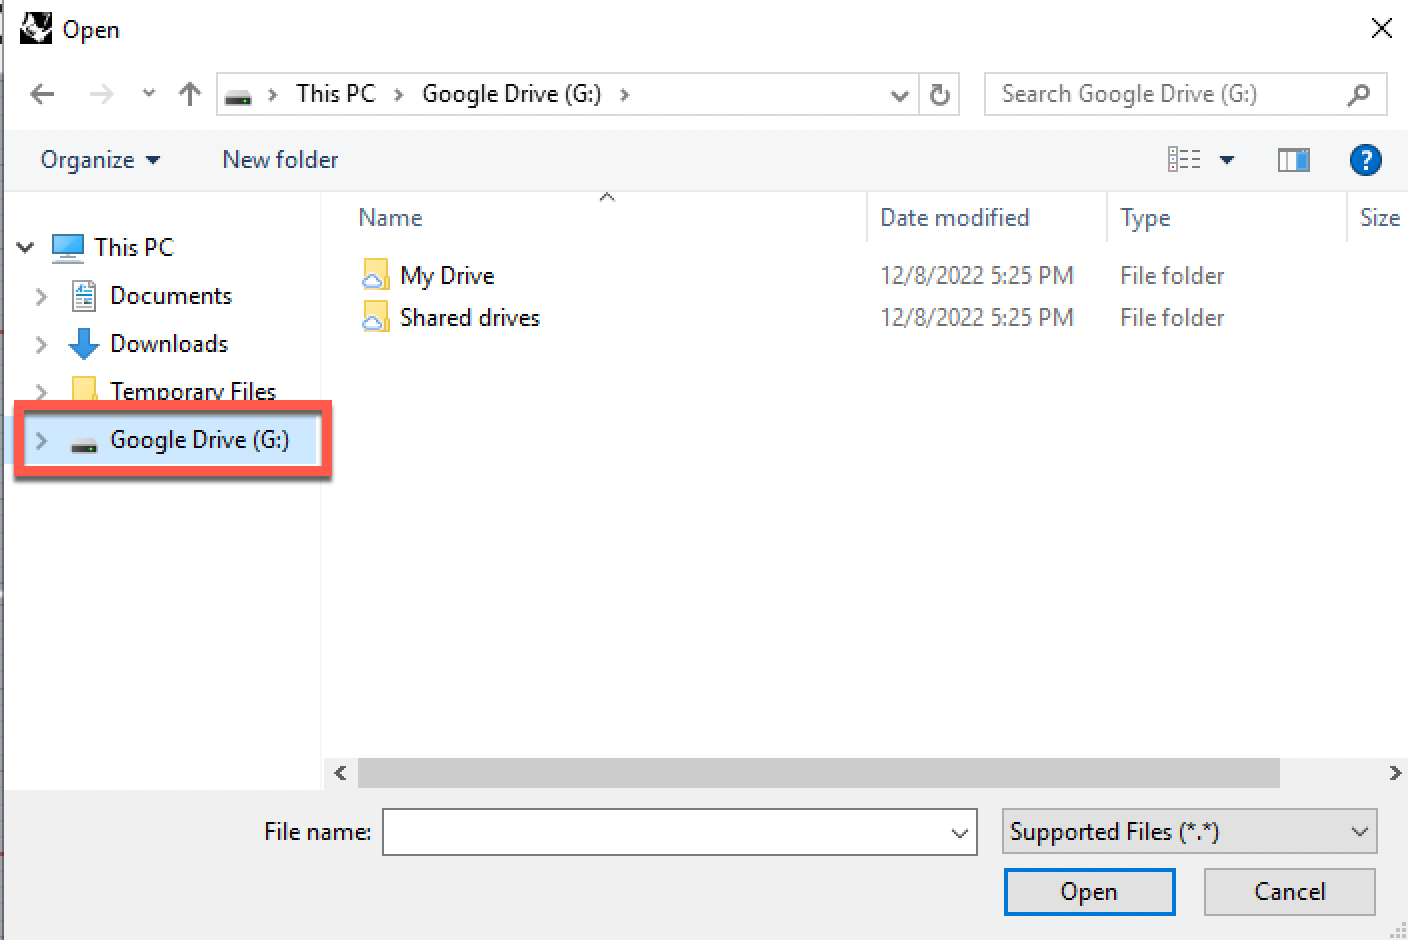 Open
This PC
Google Drive (G:)
Search Google Drive (G:)
Organize
New folder
?
Name
Date modified
Type
Size
This PC
Documents
Downloads
Temporary Files
Google Drive (G:)
My Drive
12/8/2022 5:25 PM
File folder
Shared drives
12/8/2022 5:25 PM
File folder
File name:
Supported Files (*.*)
Open
Cancel